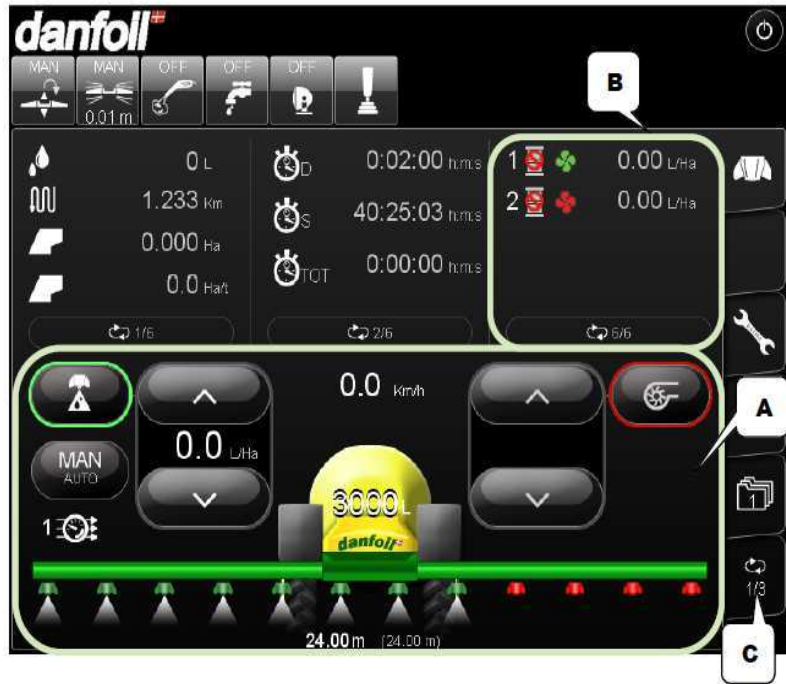 danfoil
MAN MAN OFF OFF OFF
0.01 m
B
0 L
1.233 Km
0.000 Ha
0.0 Ha/t
1/6
D 0:02:00 h:m:s
S 40:25:03 h:m:s
TOT 0:00:00 h:m:s
2/6
1 0.00 L/Ha
2 0.00 L/Ha
6/6
0.0 Km/h
0.0 L/Ha
MAN
AUTO
1
3000 L
danfoil
24.00 m (24.00 m)
A
1
1/3
C